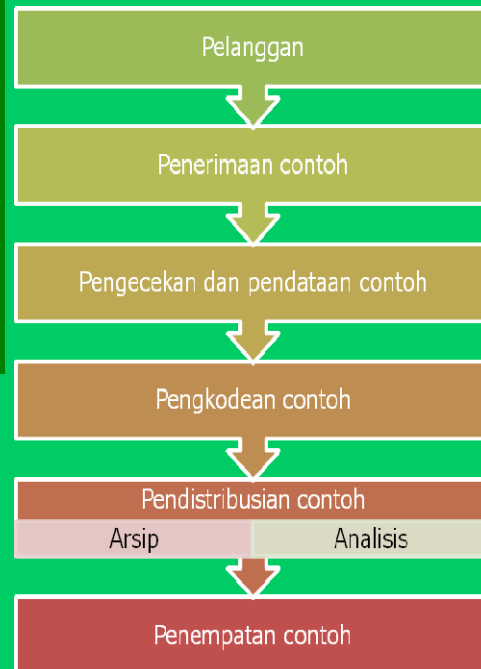 Pelanggan
Penerimaan contoh
Pengecekan dan pendataan contoh
Pengkodean contoh
Pendistribusian contoh
Arsip Analisis
Penempatan contoh